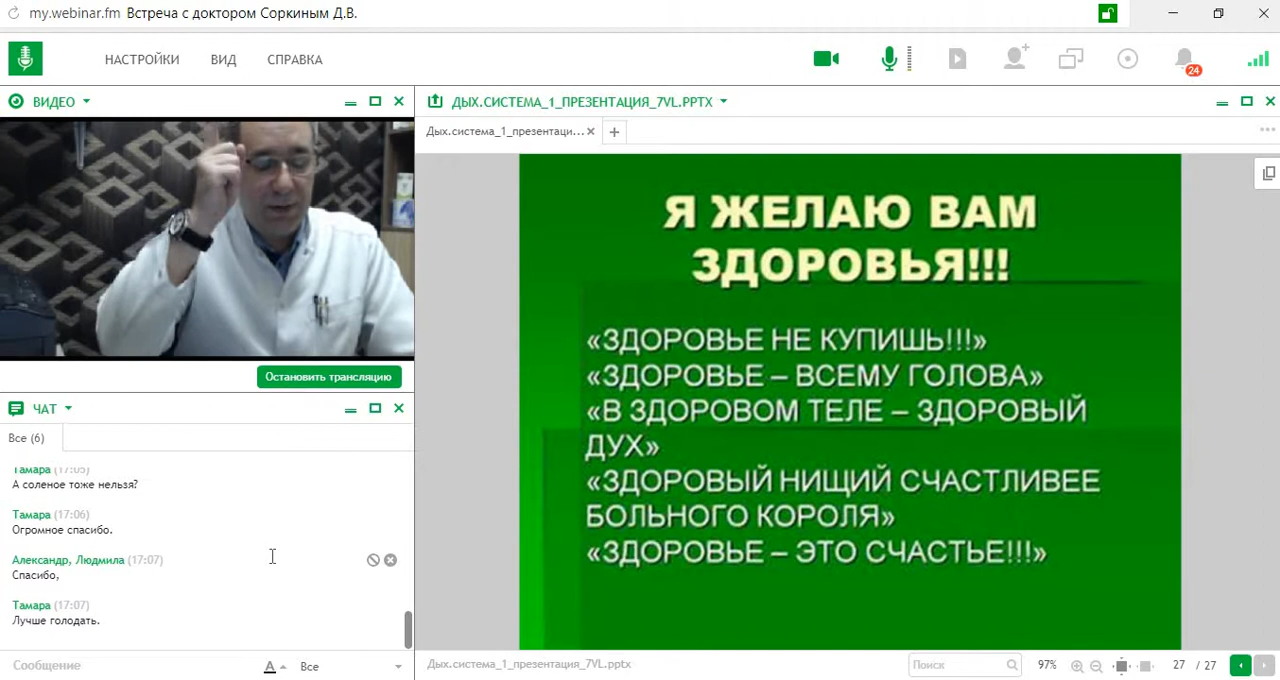 my.webinar.fm Встреча с доктором Соркиным Д.В.
НАСТРОЙКИ ВИД СПРАВКА
24
ВИДЕО
Остановить трансляцию
ЧАТ
Все (6)
Тамара (17:05)
А соленое тоже нельзя?
Тамара (17:06)
Огромное спасибо.
Александр, Людмила (17:07)
Спасибо,
Тамара (17:07)
Лучше голодать.
Сообщение
A
Все
ДЫХ.СИСТЕМА_1_ПРЕЗЕНТАЦИЯ_7VL.PPTX
Дых.система_1_презентаци...
Я ЖЕЛАЮ ВАМ
ЗДОРОВЬЯ!!!
«ЗДОРОВЬЕ НЕ КУПИШЬ!!!»
«ЗДОРОВЬЕ – ВСЕМУ ГОЛОВА»
«В ЗДОРОВОМ ТЕЛЕ – ЗДОРОВЫЙ
ДУХ»
«ЗДОРОВЫЙ НИЩИЙ СЧАСТЛИВЕЕ
БОЛЬНОГО КОРОЛЯ»
«ЗДОРОВЬЕ – ЭТО СЧАСТЬЕ!!!»
Дых.система_1_презентация_7VL.pptx
Поиск
97%
27 / 27